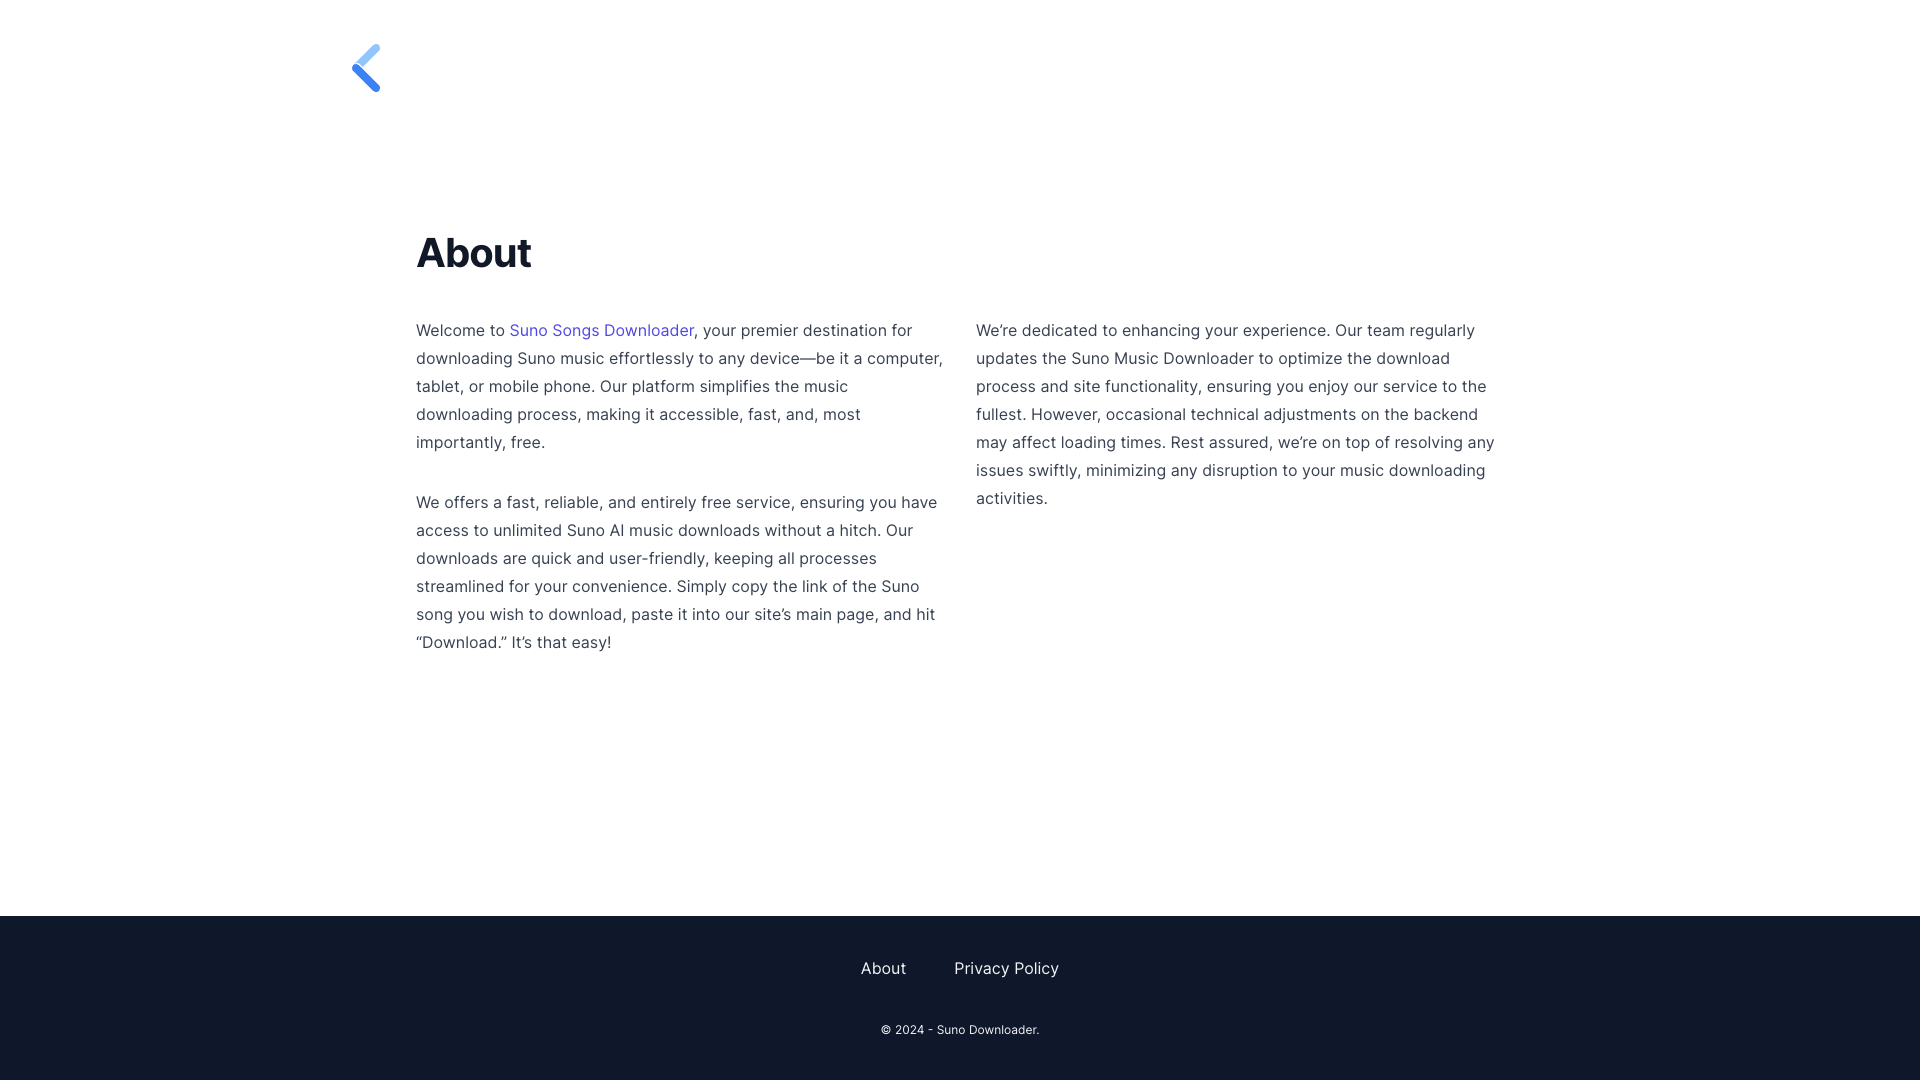 About
Welcome to Suno Songs Downloader, your premier destination for
downloading Suno music effortlessly to any device—be it a computer,
tablet, or mobile phone. Our platform simplifies the music
downloading process, making it accessible, fast, and, most
importantly, free.
We offers a fast, reliable, and entirely free service, ensuring you have
access to unlimited Suno AI music downloads without a hitch. Our
downloads are quick and user-friendly, keeping all processes
streamlined for your convenience. Simply copy the link of the Suno
song you wish to download, paste it into our site’s main page, and hit
“Download.” It’s that easy!
We’re dedicated to enhancing your experience. Our team regularly
updates the Suno Music Downloader to optimize the download
process and site functionality, ensuring you enjoy our service to the
fullest. However, occasional technical adjustments on the backend
may affect loading times. Rest assured, we’re on top of resolving any
issues swiftly, minimizing any disruption to your music downloading
activities.
About Privacy Policy
© 2024 - Suno Downloader.